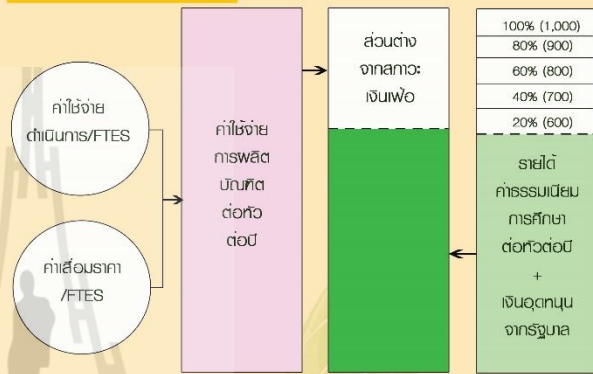 ค่าใช้จ่าย
ดำเนินการ/FTES
ค่าเสื่อมราคา
/FTES
ค่าใช้จ่าย
การผลิต
บัณฑิต
ต่อหัว
ต่อปี
ส่วนต่าง
จากสภาวะ
เงินเฟ้อ
100% (1,000)
80% (900)
60% (800)
40% (700)
20% (600)
รายได้
ค่าธรรมเนียม
การศึกษา
ต่อหัวต่อปี
+
เงินอุดหนุน
จากรัฐบาล